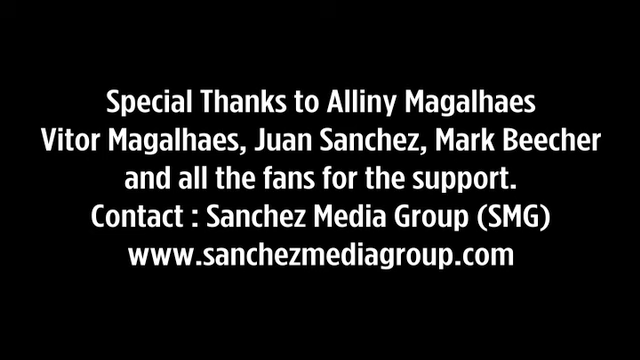 Special Thanks to Alliny Magalhaes
Vitor Magalhaes, Juan Sanchez, Mark Beecher
and all the fans for the support.
Contact : Sanchez Media Group (SMG)
www.sanchezmediagroup.com